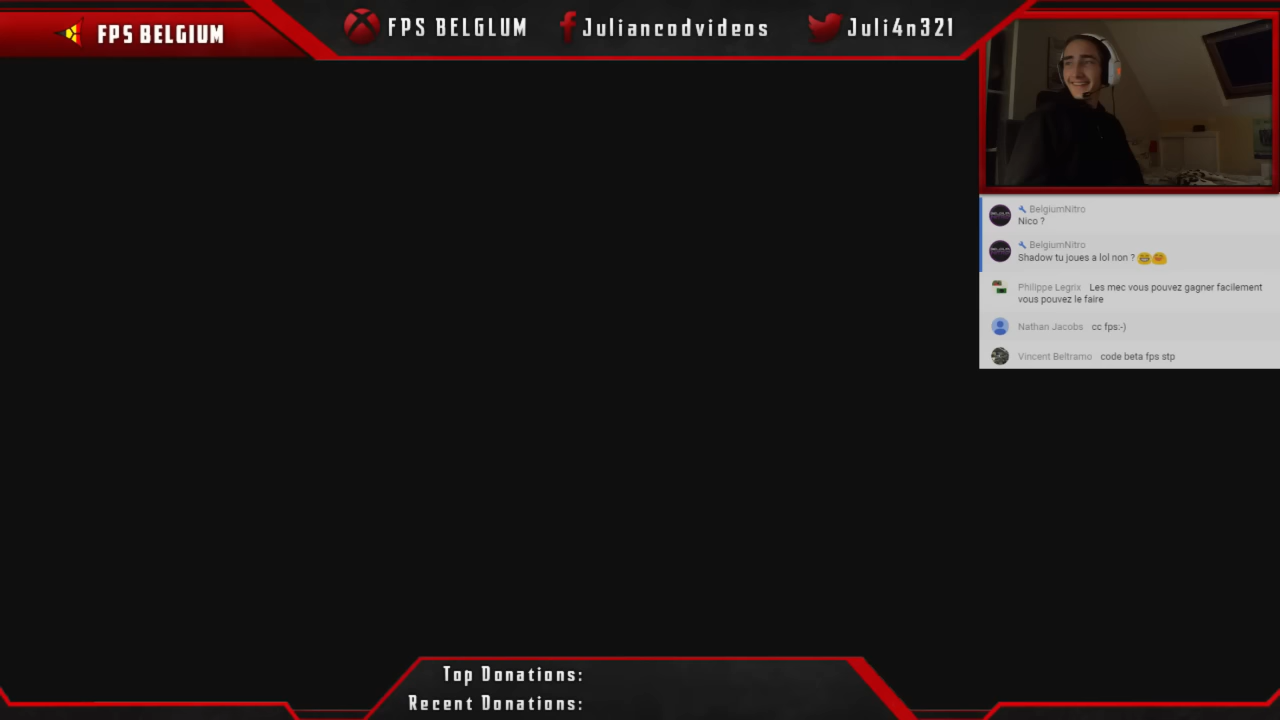 FPS BELGIUM
FPS BELGLUM
Juliancodvideos
Juli4n321
BelgiumNitro
Nico ?
BelgiumNitro
Shadow tu joues a lol non ?
Philippe Legrix Les mec vous pouvez gagner facilement
vous pouvez le faire
Nathan Jacobs cc fps:-)
Vincent Beltramo code beta fps stp
Top Donations:
Recent Donations: